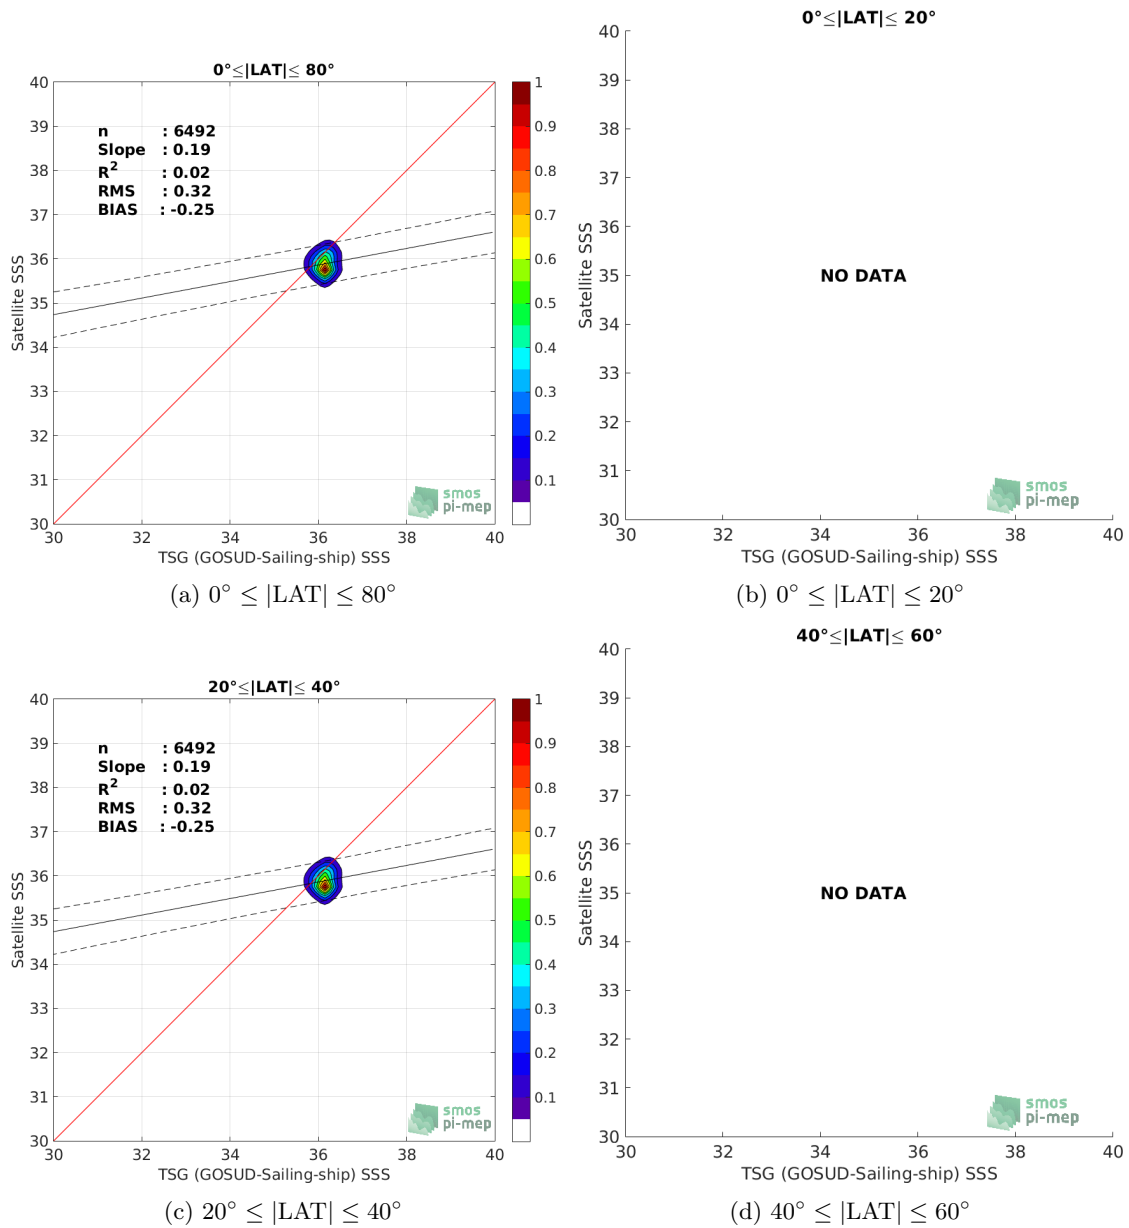 0°≤|LAT|≤ 80°
40
39
38
37
36
35
34
33
32
31
30
Satellite SSS
n : 6492
Slope : 0.19
R² : 0.02
RMS : 0.32
BIAS : -0.25
smos
pi-mep
30 32 34 36 38 40
TSG (GOSUD-Sailing-ship) SSS
1
0.9
0.8
0.7
0.6
0.5
0.4
0.3
0.2
0.1
(a) 0° ≤ |LAT| ≤ 80°
0°≤|LAT|≤ 20°
40
39
38
37
36
35
34
33
32
31
30
Satellite SSS
NO DATA
smos
pi-mep
30 32 34 36 38 40
TSG (GOSUD-Sailing-ship) SSS
(b) 0° ≤ |LAT| ≤ 20°
20°≤|LAT|≤ 40°
40
39
38
37
36
35
34
33
32
31
30
Satellite SSS
n : 6492
Slope : 0.19
R² : 0.02
RMS : 0.32
BIAS : -0.25
smos
pi-mep
30 32 34 36 38 40
TSG (GOSUD-Sailing-ship) SSS
1
0.9
0.8
0.7
0.6
0.5
0.4
0.3
0.2
0.1
(c) 20° ≤ |LAT| ≤ 40°
40°≤|LAT|≤ 60°
40
39
38
37
36
35
34
33
32
31
30
Satellite SSS
NO DATA
smos
pi-mep
30 32 34 36 38 40
TSG (GOSUD-Sailing-ship) SSS
(d) 40° ≤ |LAT| ≤ 60°